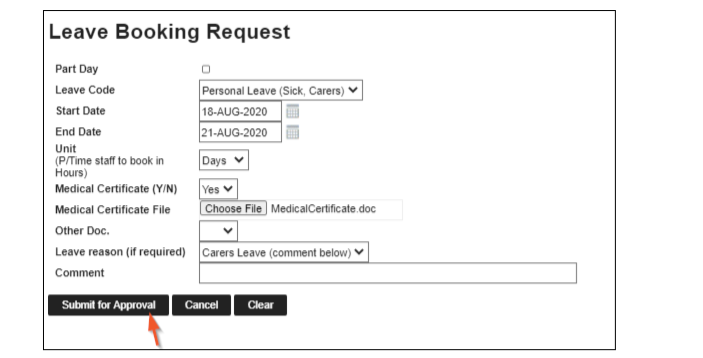 Leave Booking Request
Part Day
Leave Code Personal Leave (Sick, Carers)
Start Date 18-AUG-2020
End Date 21-AUG-2020
Unit
(P/Time staff to book in Days
Hours)
Medical Certificate (Y/N) Yes
Medical Certificate File Choose File MedicalCertificate.doc
Other Doc.
Leave reason (if required) Carers Leave (comment below)
Comment
Submit for Approval Cancel Clear